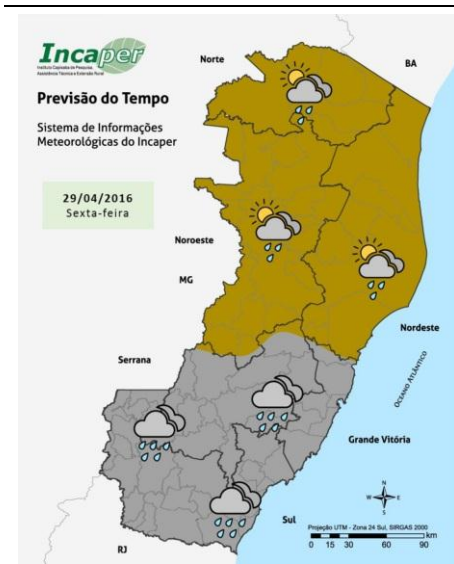 Incaper
Instituto Capixaba de Pesquisa,
Assistência Técnica e Extensão Rural
Previsão do Tempo
Sistema de Informações
Meteorológicas do Incaper
29/04/2016
Sexta-feira
Norte
BA
Noroeste
MG
Nordeste
Serrana
OCEANO ATLÂNTICO
Grande Vitória
N
W
E
S
Sul
RJ
Projeção UTM - Zona 24 Sul, SIRGAS 2000
km
0 15 30 60 90